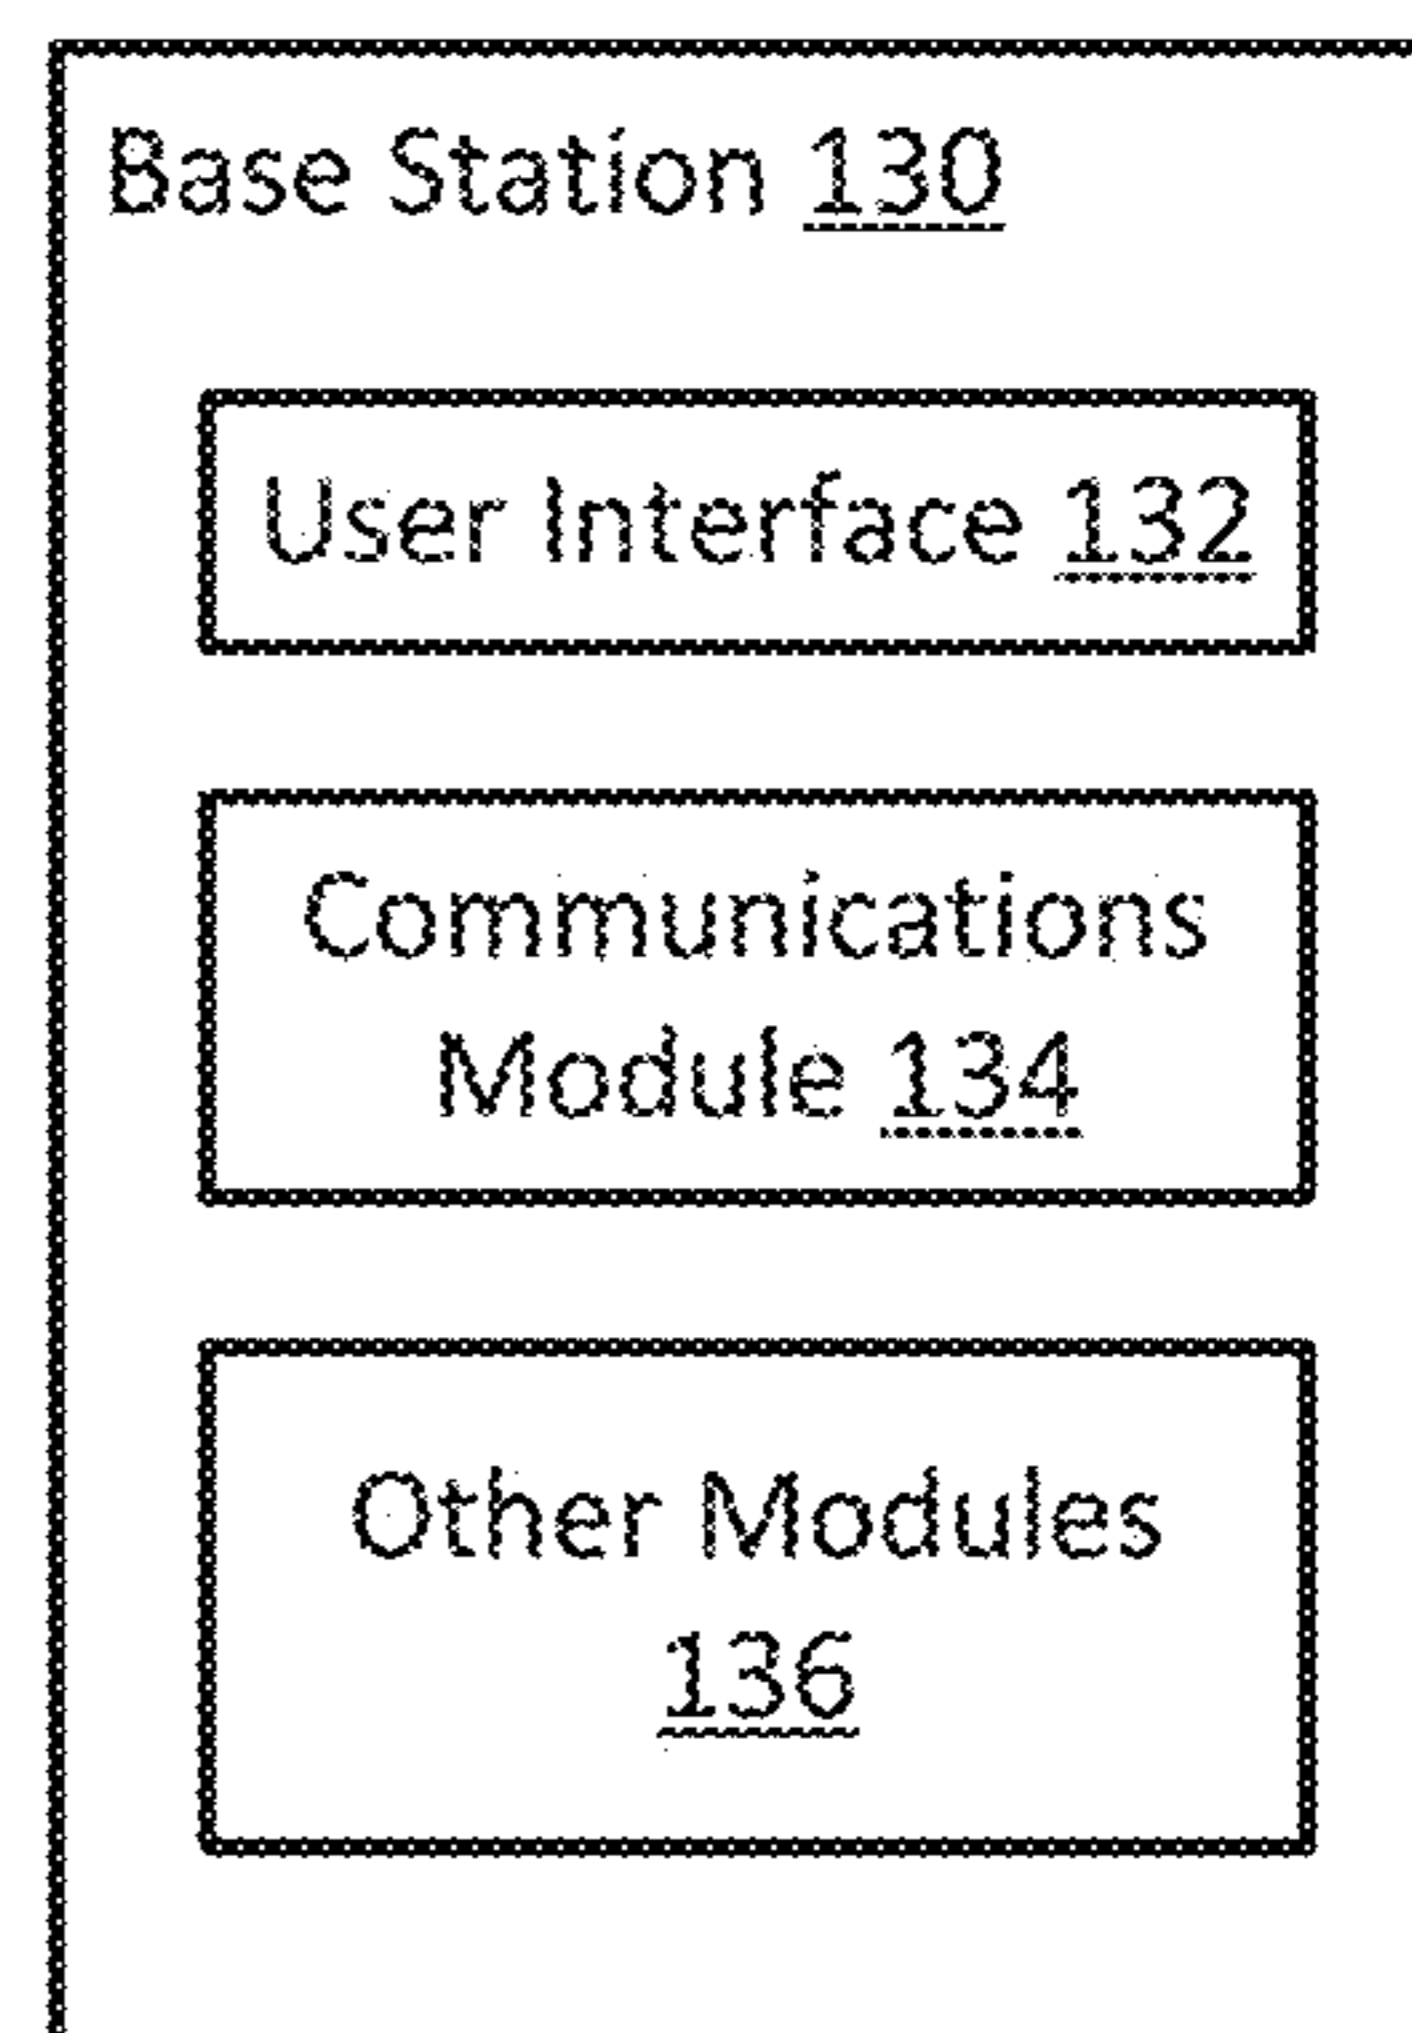 Base Station 130
User Interface 132
Communications
Module 134
Other Modules
136